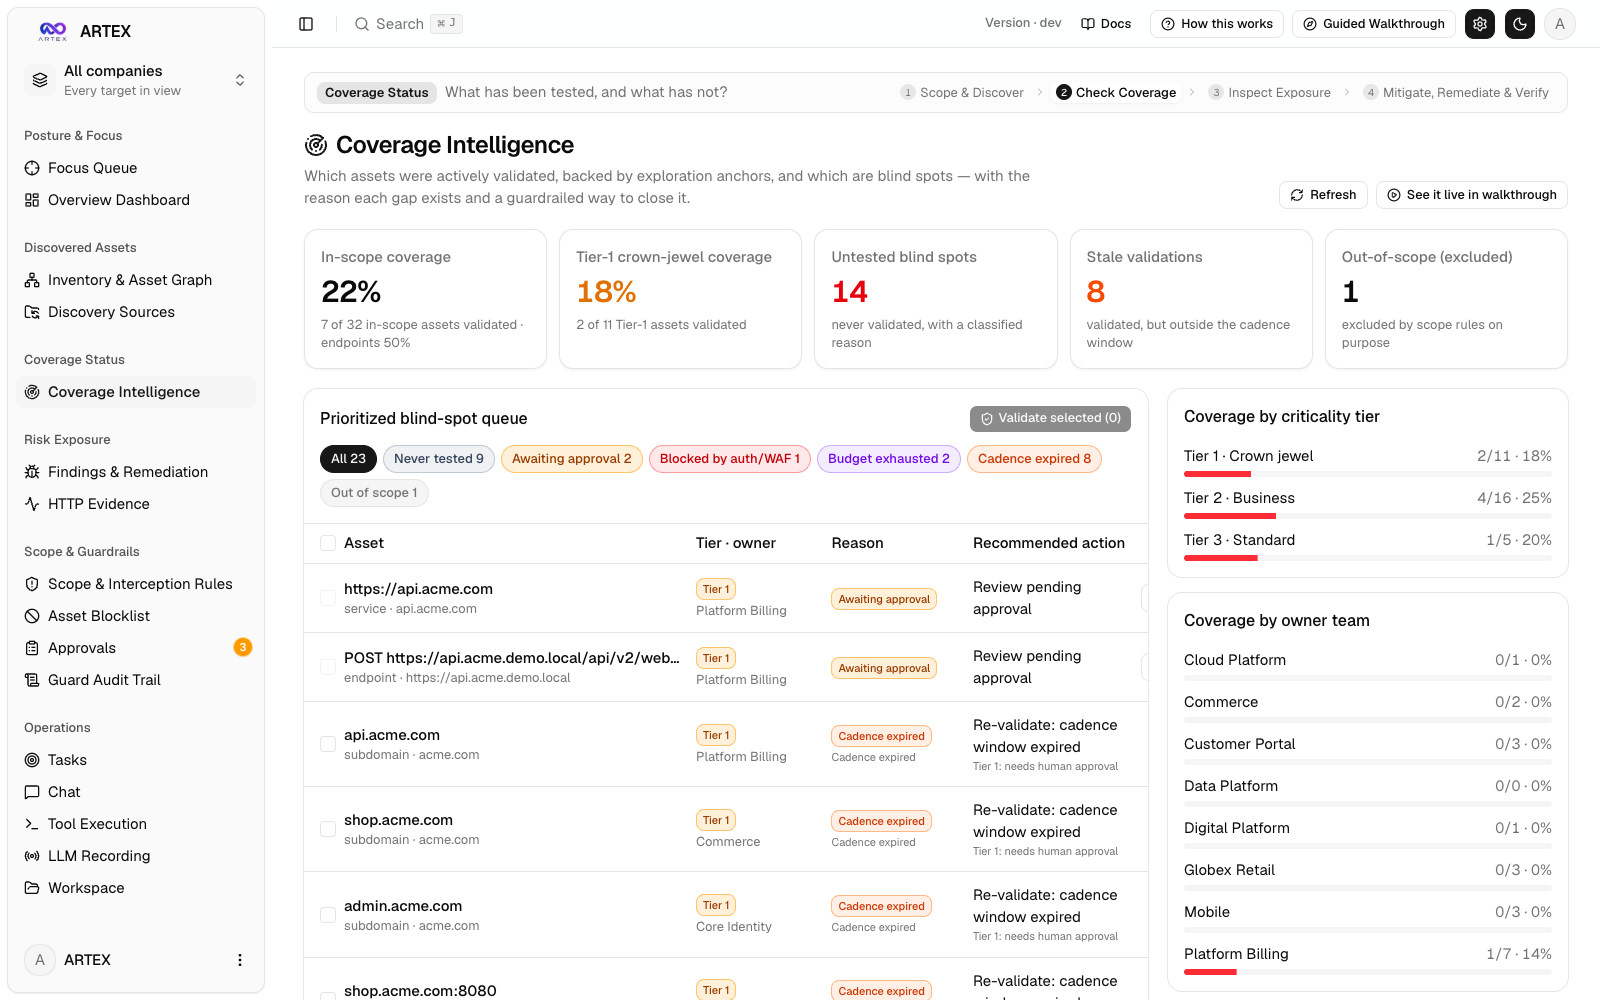 ARTEX
ARTEX
All companies
Every target in view
Posture & Focus
Focus Queue
Overview Dashboard
Discovered Assets
Inventory & Asset Graph
Discovery Sources
Coverage Status
Coverage Intelligence
Risk Exposure
Findings & Remediation
HTTP Evidence
Scope & Guardrails
Scope & Interception Rules
Asset Blocklist
Approvals 3
Guard Audit Trail
Operations
Tasks
Chat
Tool Execution
LLM Recording
Workspace
A ARTEX
Search ⌘ J
Version · dev
Docs
How this works
Guided Walkthrough
A
Coverage Status What has been tested, and what has not?
1 Scope & Discover
2 Check Coverage
3 Inspect Exposure
4 Mitigate, Remediate & Verify
Coverage Intelligence
Which assets were actively validated, backed by exploration anchors, and which are blind spots — with the
reason each gap exists and a guardrailed way to close it.
Refresh
See it live in walkthrough
In-scope coverage
22%
7 of 32 in-scope assets validated ·
endpoints 50%
Tier-1 crown-jewel coverage
18%
2 of 11 Tier-1 assets validated
Untested blind spots
14
never validated, with a classified
reason
Stale validations
8
validated, but outside the cadence
window
Out-of-scope (excluded)
1
excluded by scope rules on
purpose
Prioritized blind-spot queue
Validate selected (0)
All 23
Never tested 9
Awaiting approval 2
Blocked by auth/WAF 1
Budget exhausted 2
Cadence expired 8
Out of scope 1
Asset Tier · owner Reason Recommended action
https://api.acme.com
service · api.acme.com
Tier 1
Platform Billing
Awaiting approval
Review pending
approval
POST https://api.acme.demo.local/api/v2/web...
endpoint · https://api.acme.demo.local
Tier 1
Platform Billing
Awaiting approval
Review pending
approval
api.acme.com
subdomain · acme.com
Tier 1
Platform Billing
Cadence expired
Cadence expired
Re-validate: cadence
window expired
Tier 1: needs human approval
shop.acme.com
subdomain · acme.com
Tier 1
Commerce
Cadence expired
Cadence expired
Re-validate: cadence
window expired
Tier 1: needs human approval
admin.acme.com
subdomain · acme.com
Tier 1
Core Identity
Cadence expired
Cadence expired
Re-validate: cadence
window expired
Tier 1: needs human approval
shop.acme.com:8080
Tier 1
Cadence expired
Re-validate: cadence
Coverage by criticality tier
Tier 1 · Crown jewel 2/11 · 18%
Tier 2 · Business 4/16 · 25%
Tier 3 · Standard 1/5 · 20%
Coverage by owner team
Cloud Platform 0/1 · 0%
Commerce 0/2 · 0%
Customer Portal 0/3 · 0%
Data Platform 0/0 · 0%
Digital Platform 0/1 · 0%
Globex Retail 0/3 · 0%
Mobile 0/3 · 0%
Platform Billing 1/7 · 14%